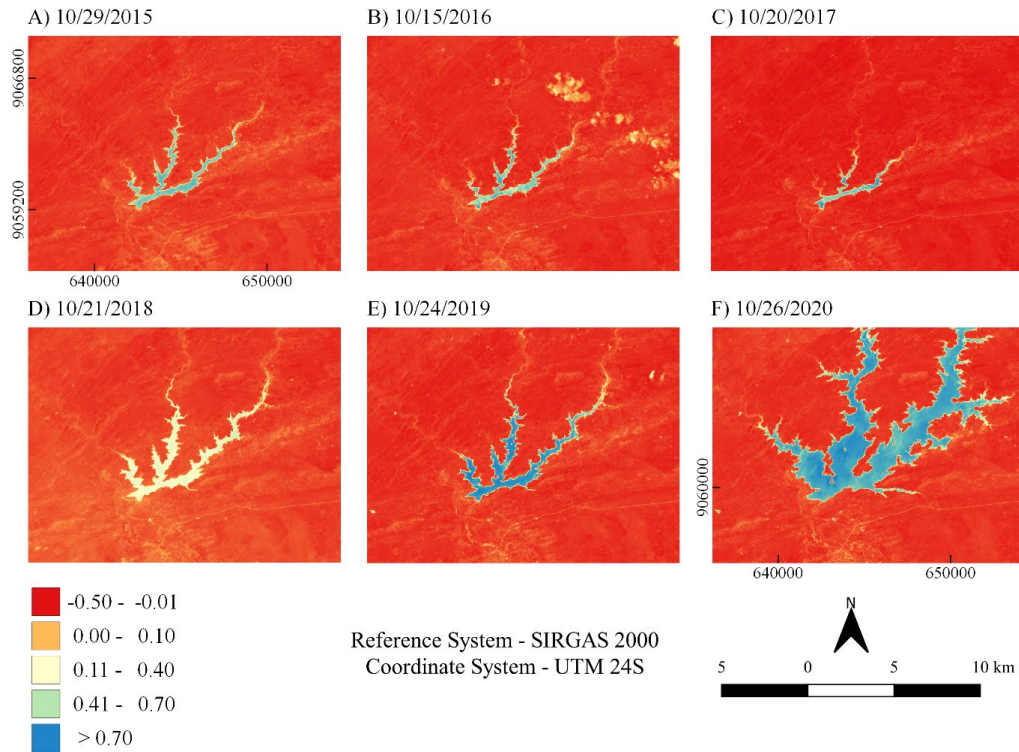 A) 10/29/2015
B) 10/15/2016
C) 10/20/2017
9066800
9059200
640000
650000
D) 10/21/2018
E) 10/24/2019
F) 10/26/2020
9060000
640000
650000
-0.50 - -0.01
0.00 - 0.10
0.11 - 0.40
0.41 - 0.70
> 0.70
Reference System - SIRGAS 2000
Coordinate System - UTM 24S
N
5 0 5 10 km